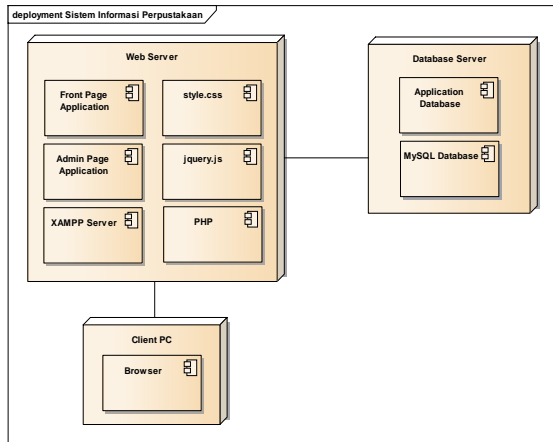 deployment Sistem Informasi Perpustakaan
Web Server
Front Page
Application
style.css
Admin Page
Application
jquery.js
XAMPP Server
PHP
Database Server
Application
Database
MySQL Database
Client PC
Browser